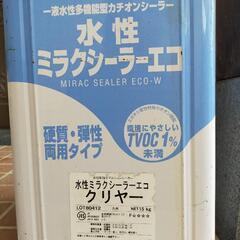 一液水性多機能型カチオンシーラー
水性
ミラクシーラーエコ
MIRAC SEALER ECO-W
硬質・弾性
両用タイプ
環境にやさしい
TVOC 1%
未満
水性ミラクシーラーエコ
クリヤー
LOT80412
NET15 kg